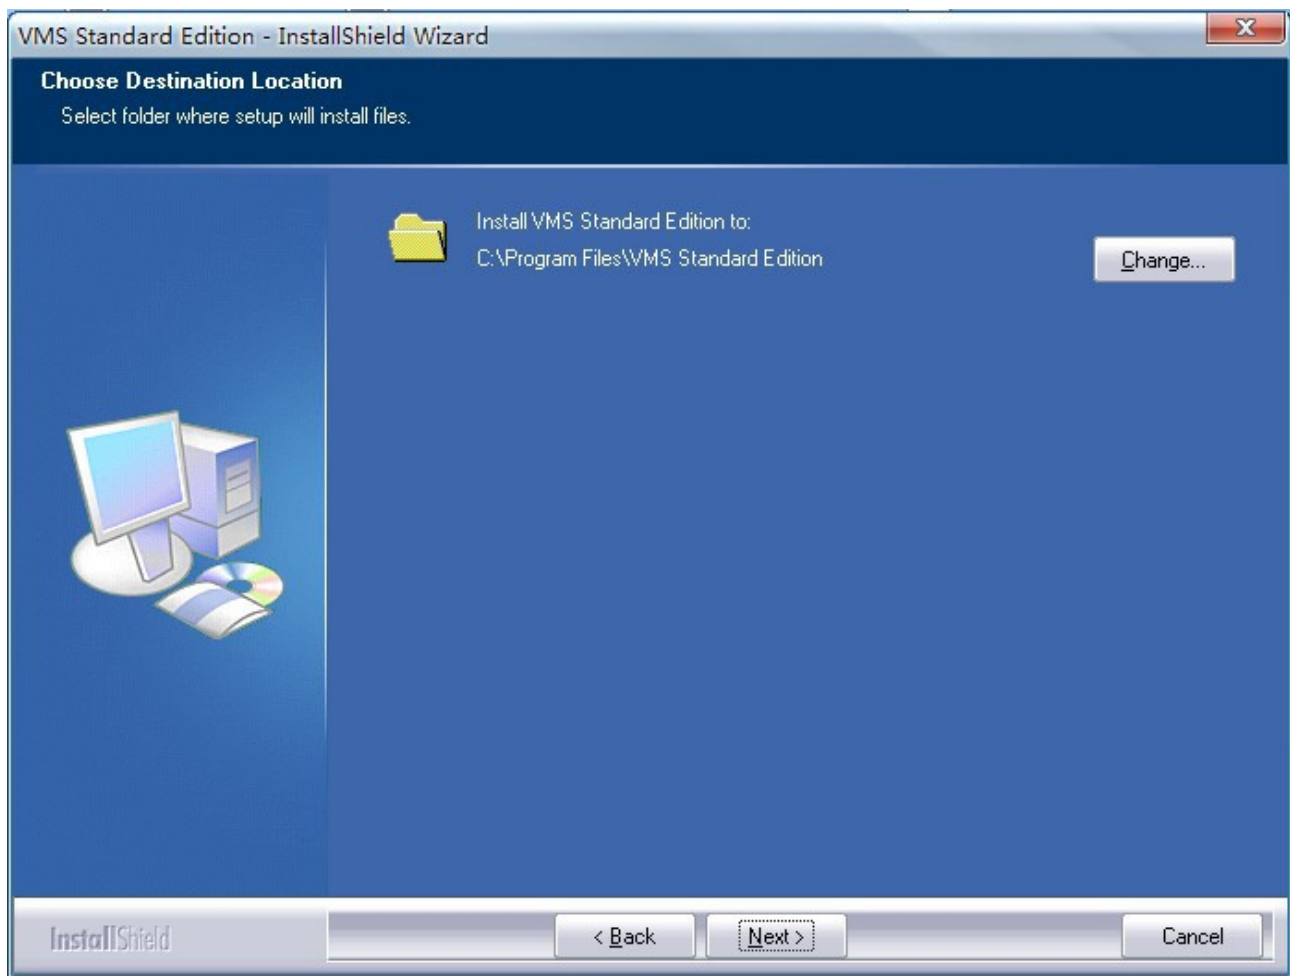 VMS Standard Edition - InstallShield Wizard
Choose Destination Location
Select folder where setup will install files.
Install VMS Standard Edition to:
C:\Program Files\VMS Standard Edition
Change...
InstallShield
< Back
Next >
Cancel